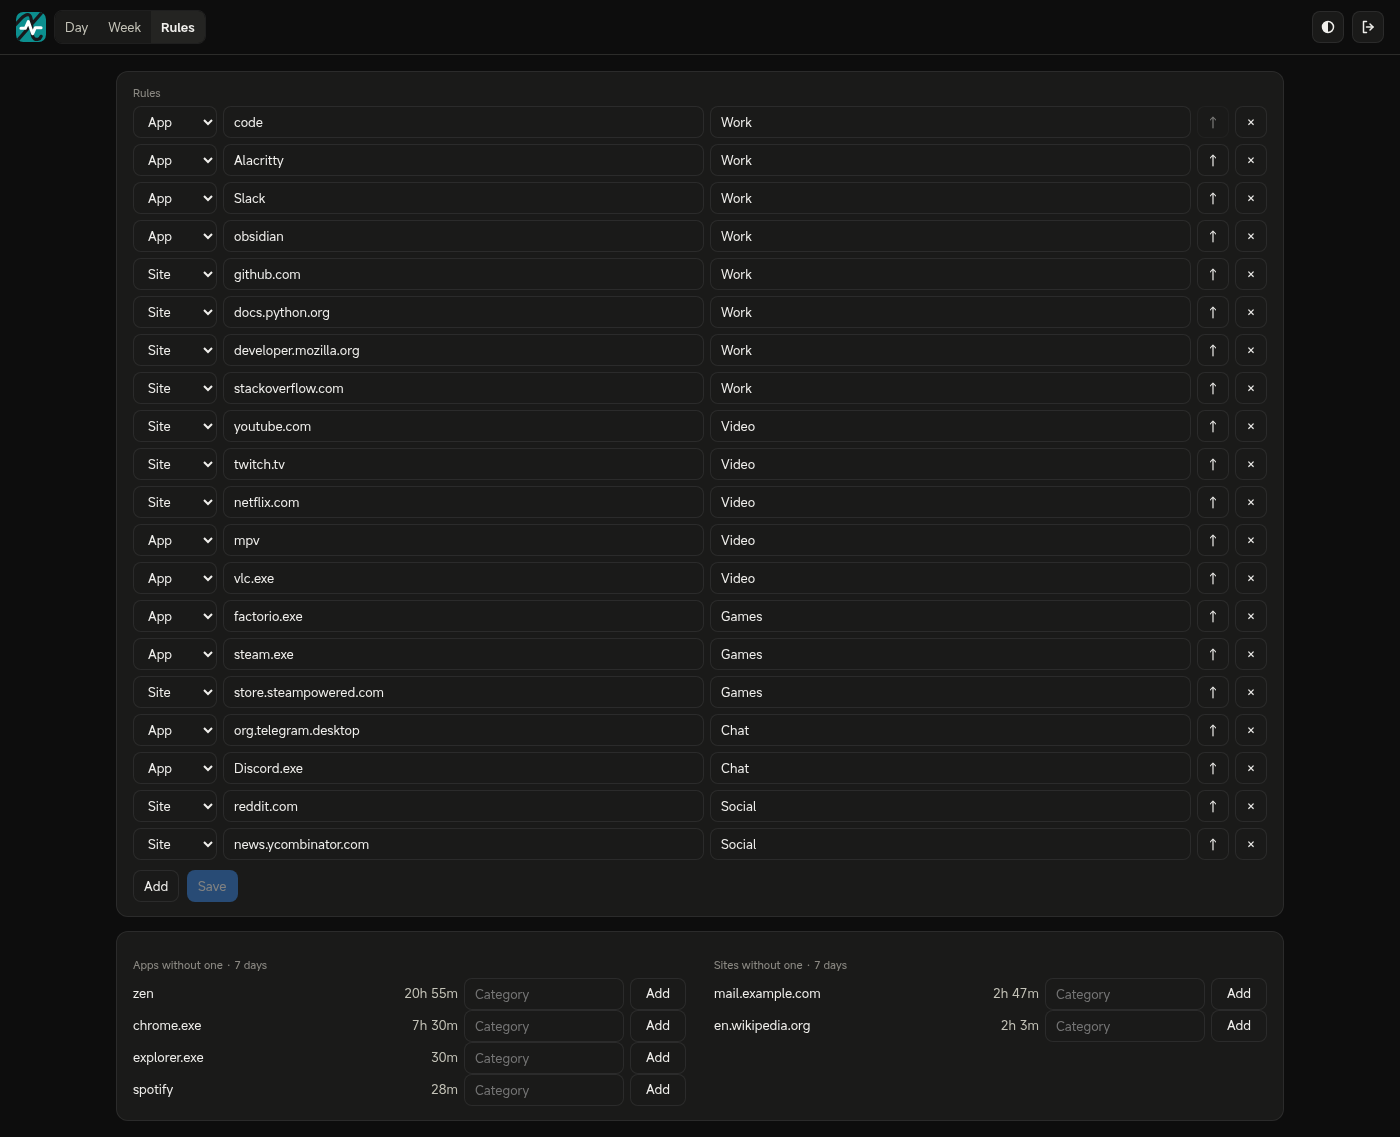 Day Week Rules
Rules
App code Work ↑ ×
App Alacritty Work ↑ ×
App Slack Work ↑ ×
App obsidian Work ↑ ×
Site github.com Work ↑ ×
Site docs.python.org Work ↑ ×
Site developer.mozilla.org Work ↑ ×
Site stackoverflow.com Work ↑ ×
Site youtube.com Video ↑ ×
Site twitch.tv Video ↑ ×
Site netflix.com Video ↑ ×
App mpv Video ↑ ×
App vlc.exe Video ↑ ×
App factorio.exe Games ↑ ×
App steam.exe Games ↑ ×
Site store.steampowered.com Games ↑ ×
App org.telegram.desktop Chat ↑ ×
App Discord.exe Chat ↑ ×
Site reddit.com Social ↑ ×
Site news.ycombinator.com Social ↑ ×
Add Save
Apps without one · 7 days
zen 20h 55m Category Add
chrome.exe 7h 30m Category Add
explorer.exe 30m Category Add
spotify 28m Category Add
Sites without one · 7 days
mail.example.com 2h 47m Category Add
en.wikipedia.org 2h 3m Category Add